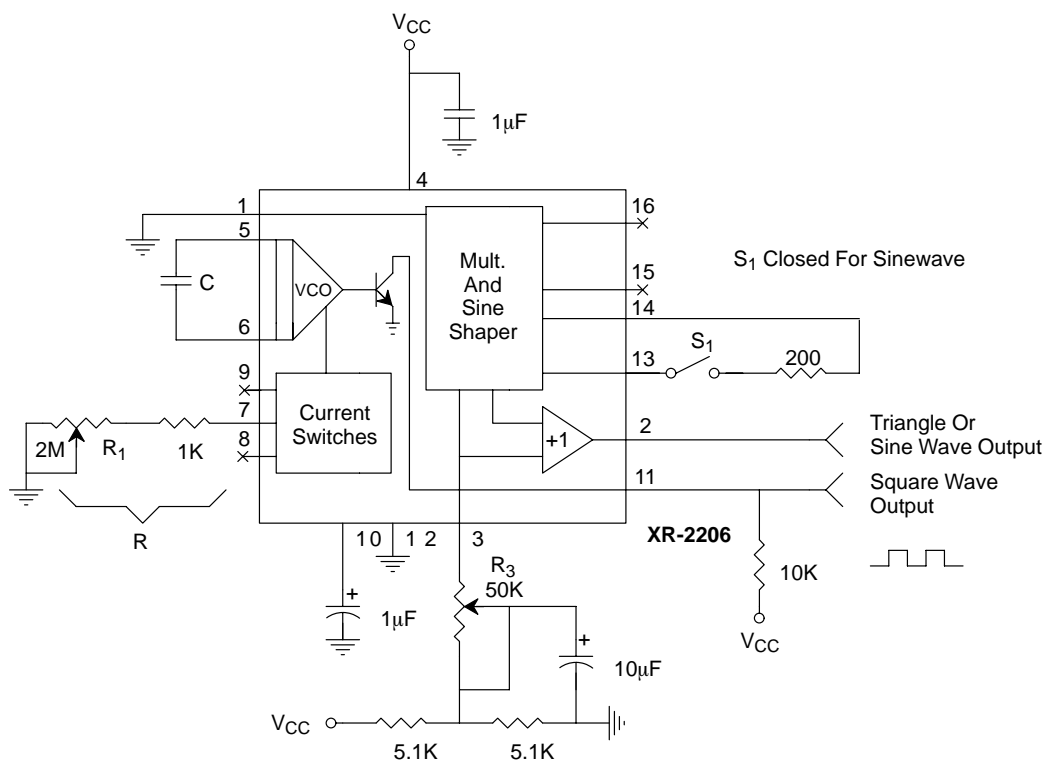 VCC
1µF
4
1
16
5
S1 Closed For Sinewave
Mult.
And
Sine
Shaper
15
C
VCO
14
6
S1
13
200
9
Current
Switches
7
2M
R1
1K
8
+1
2
Triangle Or
Sine Wave Output
11
Square Wave
Output
R
10
12
3
XR-2206
R3
50K
10K
+
1µF
+
10µF
VCC
VCC
5.1K
5.1K